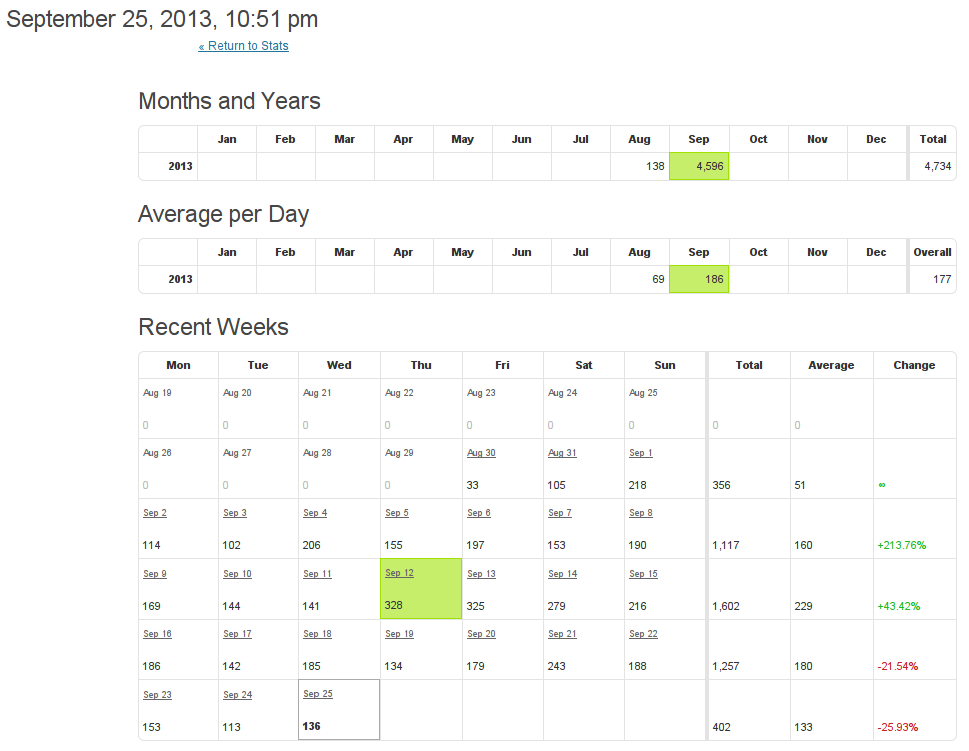 September 25, 2013, 10:51 pm
« Return to Stats
Months and Years
Jan Feb Mar Apr May Jun Jul Aug Sep Oct Nov Dec Total
2013 138 4,596 4,734
Average per Day
Jan Feb Mar Apr May Jun Jul Aug Sep Oct Nov Dec Overall
2013 69 186 177
Recent Weeks
Mon Tue Wed Thu Fri Sat Sun Total Average Change
Aug 19 Aug 20 Aug 21 Aug 22 Aug 23 Aug 24 Aug 25
0 0 0 0 0 0 0 0 0
Aug 26 Aug 27 Aug 28 Aug 29 Aug 30 Aug 31 Sep 1
0 0 0 0 33 105 218 356 51 ∞
Sep 2 Sep 3 Sep 4 Sep 5 Sep 6 Sep 7 Sep 8
114 102 206 155 197 153 190 1,117 160 +213.76%
Sep 9 Sep 10 Sep 11 Sep 12 Sep 13 Sep 14 Sep 15
169 144 141 328 325 279 216 1,602 229 +43.42%
Sep 16 Sep 17 Sep 18 Sep 19 Sep 20 Sep 21 Sep 22
186 142 185 134 179 243 188 1,257 180 -21.54%
Sep 23 Sep 24 Sep 25
153 113 136 402 133 -25.93%